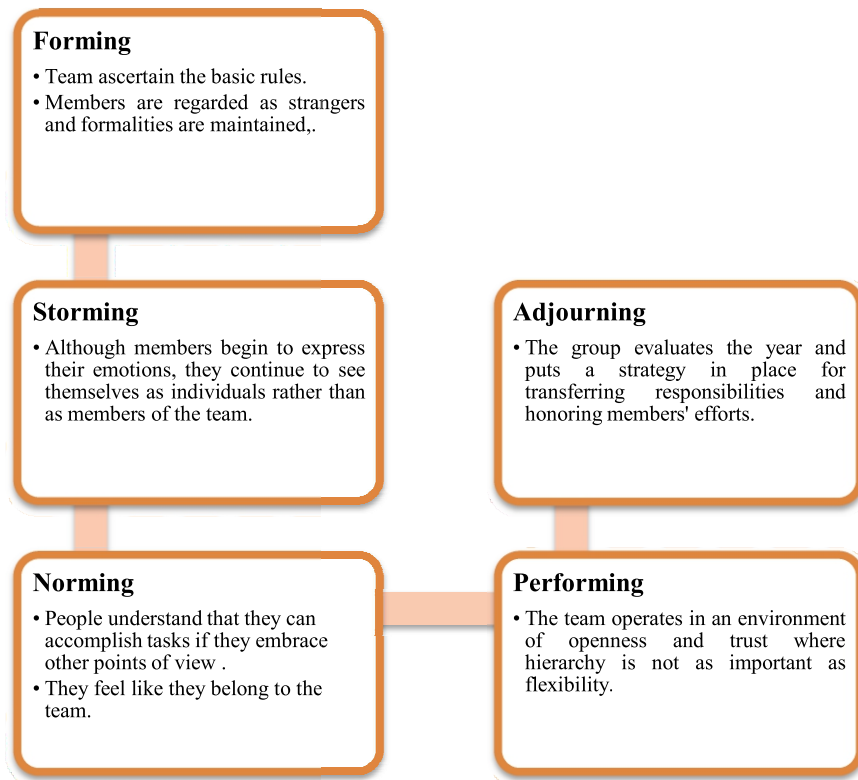 Forming
• Team ascertain the basic rules.
• Members are regarded as strangers
and formalities are maintained,.
Storming
• Although members begin to express
their emotions, they continue to see
themselves as individuals rather than
as members of the team.
Norming
• People understand that they can
accomplish tasks if they embrace
other points of view .
• They feel like they belong to the
team.
Performing
• The team operates in an environment
of openness and trust where
hierarchy is not as important as
flexibility.
Adjourning
• The group evaluates the year and
puts a strategy in place for
transferring responsibilities and
honoring members' efforts.